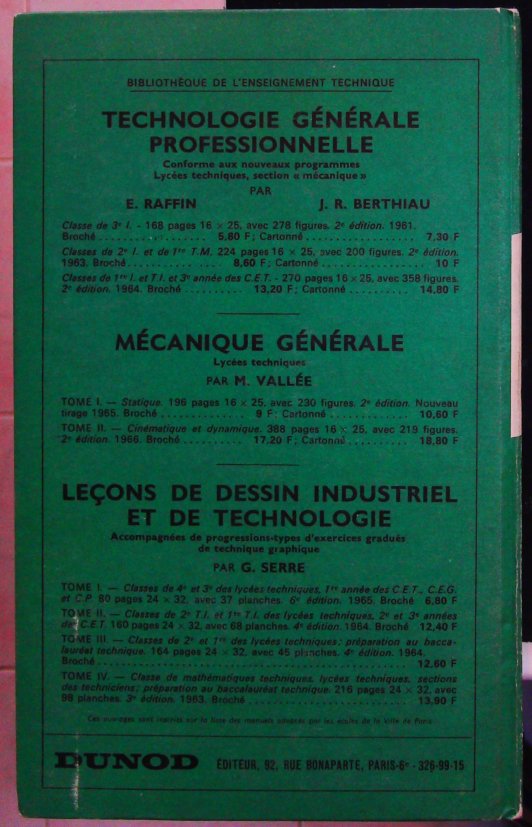 BIBLIOTHÈQUE DE L'ENSEIGNEMENT TECHNIQUE
TECHNOLOGIE GÉNÉRALE
PROFESSIONNELLE
Conforme aux nouveaux programmes
Lycées techniques, section « mécanique »
PAR
E. RAFFIN J. R. BERTHIAU
Classe de 3e I. - 168 pages 16 × 25, avec 278 figures. 2e édition. 1961.
Broché .................. 5,60 F ; Cartonné .................. 7,30 F
Classes de 2e I. et de 1re T.M. 224 pages 16 × 25, avec 200 figures. 2e édition.
1963. Broché .............. 8,60 F ; Cartonné .................. 10 F
Classes de 1re I. et T.I. et 3e année des C.E.T. - 270 pages 16 × 25, avec 358 figures.
2e édition. 1964. Broché .......... 13,20 F ; Cartonné .......... 14,80 F
MÉCANIQUE GÉNÉRALE
Lycées techniques
PAR M. VALLÉE
TOME I. — Statique. 196 pages 16 × 25, avec 230 figures. 2e édition. Nouveau
tirage 1965. Broché .............. 9 F ; Cartonné ............ 10,60 F
TOME II. — Cinématique et dynamique. 388 pages 16 × 25, avec 219 figures.
2e édition. 1966. Broché .......... 17,20 F ; Cartonné .......... 18,80 F
LEÇONS DE DESSIN INDUSTRIEL
ET DE TECHNOLOGIE
Accompagnées de progressions-types d'exercices gradués
de technique graphique
PAR G. SERRE
TOME I. — Classes de 4e et 3e des lycées techniques, 1re année des C.E.T., C.E.G.
et C.P. 80 pages 24 × 32, avec 37 planches. 6e édition. 1965. Broché 6,80 F
TOME II. — Classes de 2e T.I. et 1re T.I. des lycées techniques, 2e et 3e années
des C.E.T. 160 pages 24 × 32, avec 68 planches. 4e édition. 1964. Broché 12,40 F
TOME III. — Classes de 2e et 1re des lycées techniques ; préparation au bacca-
lauréat technique. 164 pages 24 × 32, avec 45 planches. 4e édition. 1964.
Broché .................. 12,60 F
TOME IV. — Classe de mathématiques techniques, lycées techniques, sections
des techniciens ; préparation au baccalauréat technique. 216 pages 24 × 32, avec
98 planches. 3e édition. 1963. Broché .................. 13,90 F
Ces ouvrages sont inscrits sur la liste des manuels adoptés par les écoles de la Ville de Paris
DUNOD ÉDITEUR, 92, RUE BONAPARTE, PARIS-6e - 326-99-15